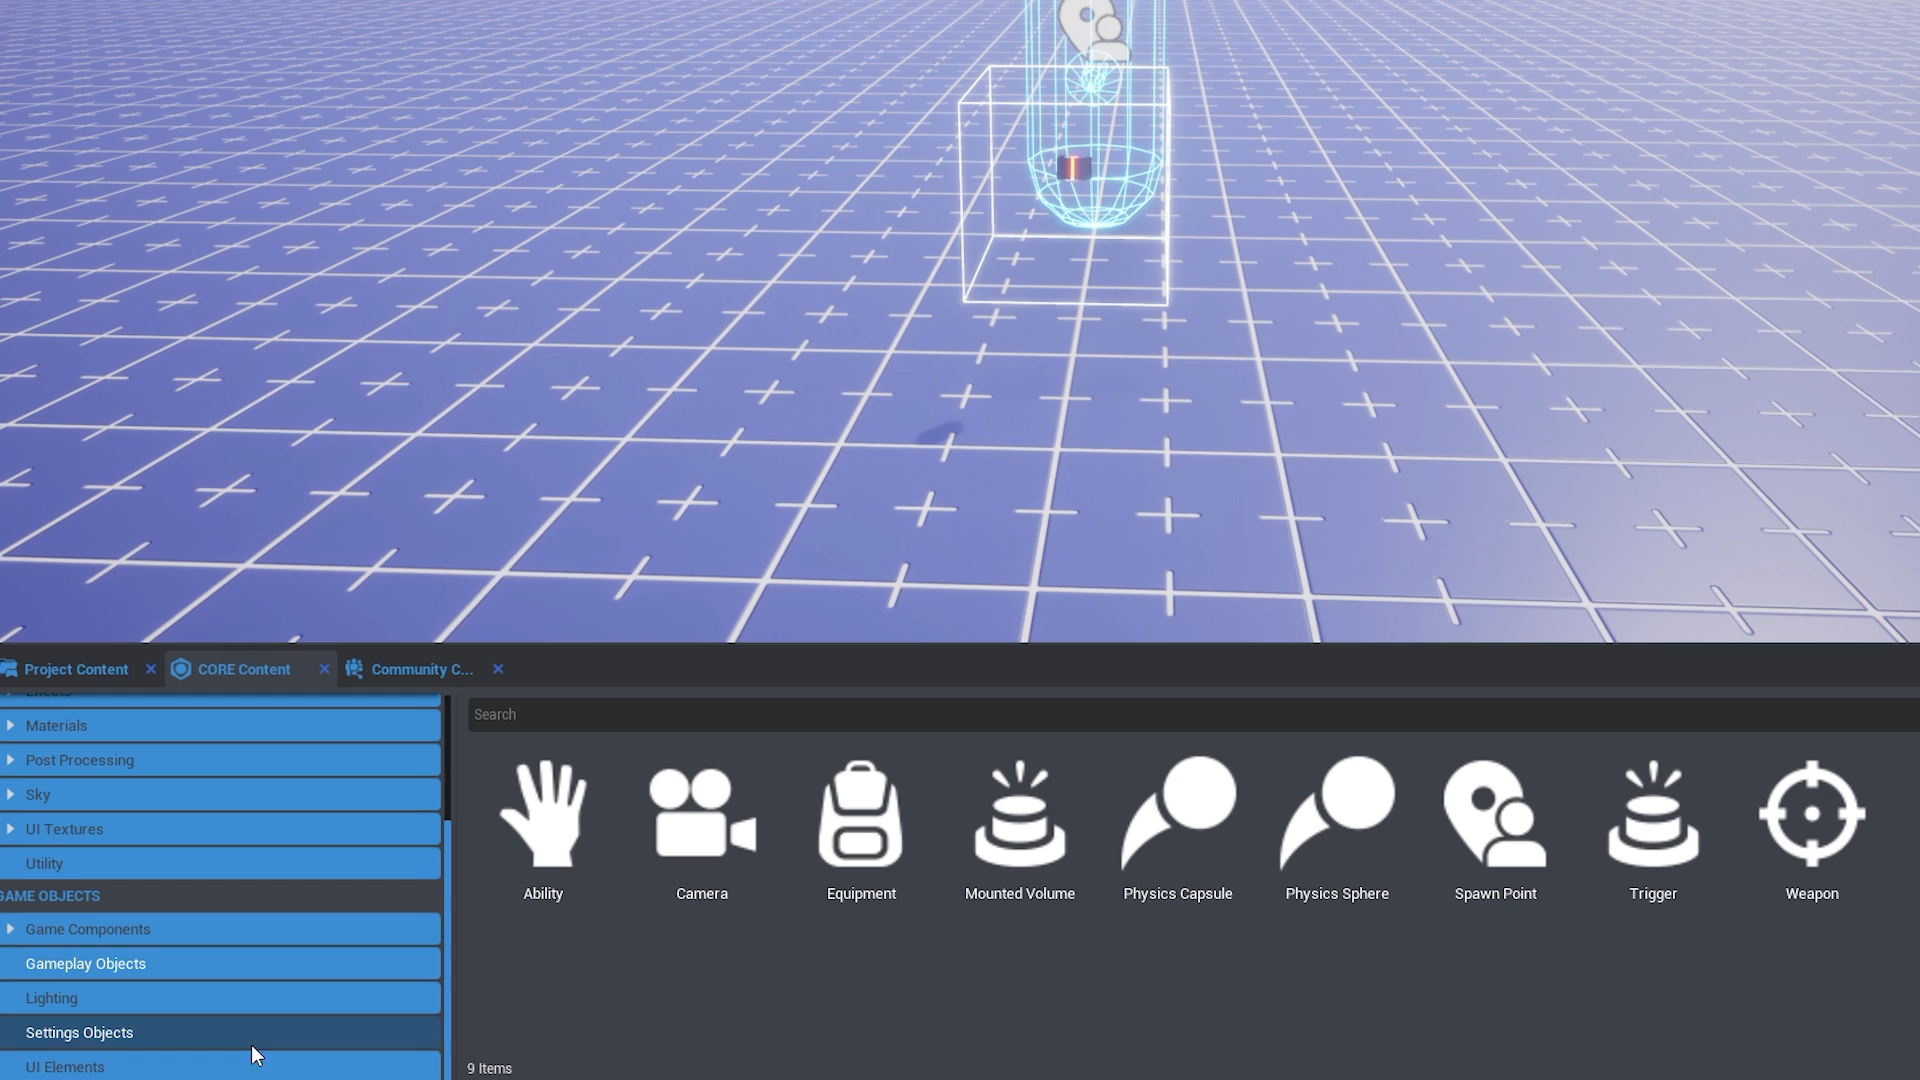 Project Content
CORE Content
Community C...
Effects
Materials
Post Processing
Sky
UI Textures
Utility
GAME OBJECTS
Game Components
Gameplay Objects
Lighting
Settings Objects
UI Elements
Search
Ability
Camera
Equipment
Mounted Volume
Physics Capsule
Physics Sphere
Spawn Point
Trigger
Weapon
9 Items